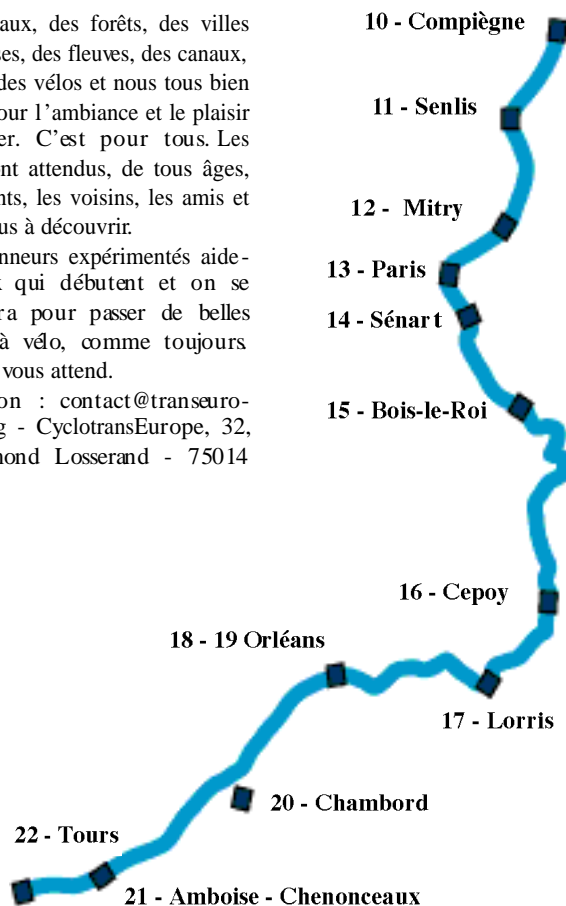 aux, des forêts, des villes
es, des fleuves, des canaux,
des vélos et nous tous bien
our l'ambiance et le plaisir
er. C'est pour tous. Les
nt attendus, de tous âges,
nts, les voisins, les amis et
us à découvrir.
nneurs expérimentés aide-
x qui débutent et on se
ra pour passer de belles
à vélo, comme toujours.
vous attend.
on : contact@transeuro-
g - CyclotransEurope, 32,
mond Losserand - 75014
10 - Compiègne
11 - Senlis
12 - Mitry
13 - Paris
14 - Sénart
15 - Bois-le-Roi
16 - Cepoy
17 - Lorris
18 - 19 Orléans
20 - Chambord
21 - Amboise - Chenonceaux
22 - Tours